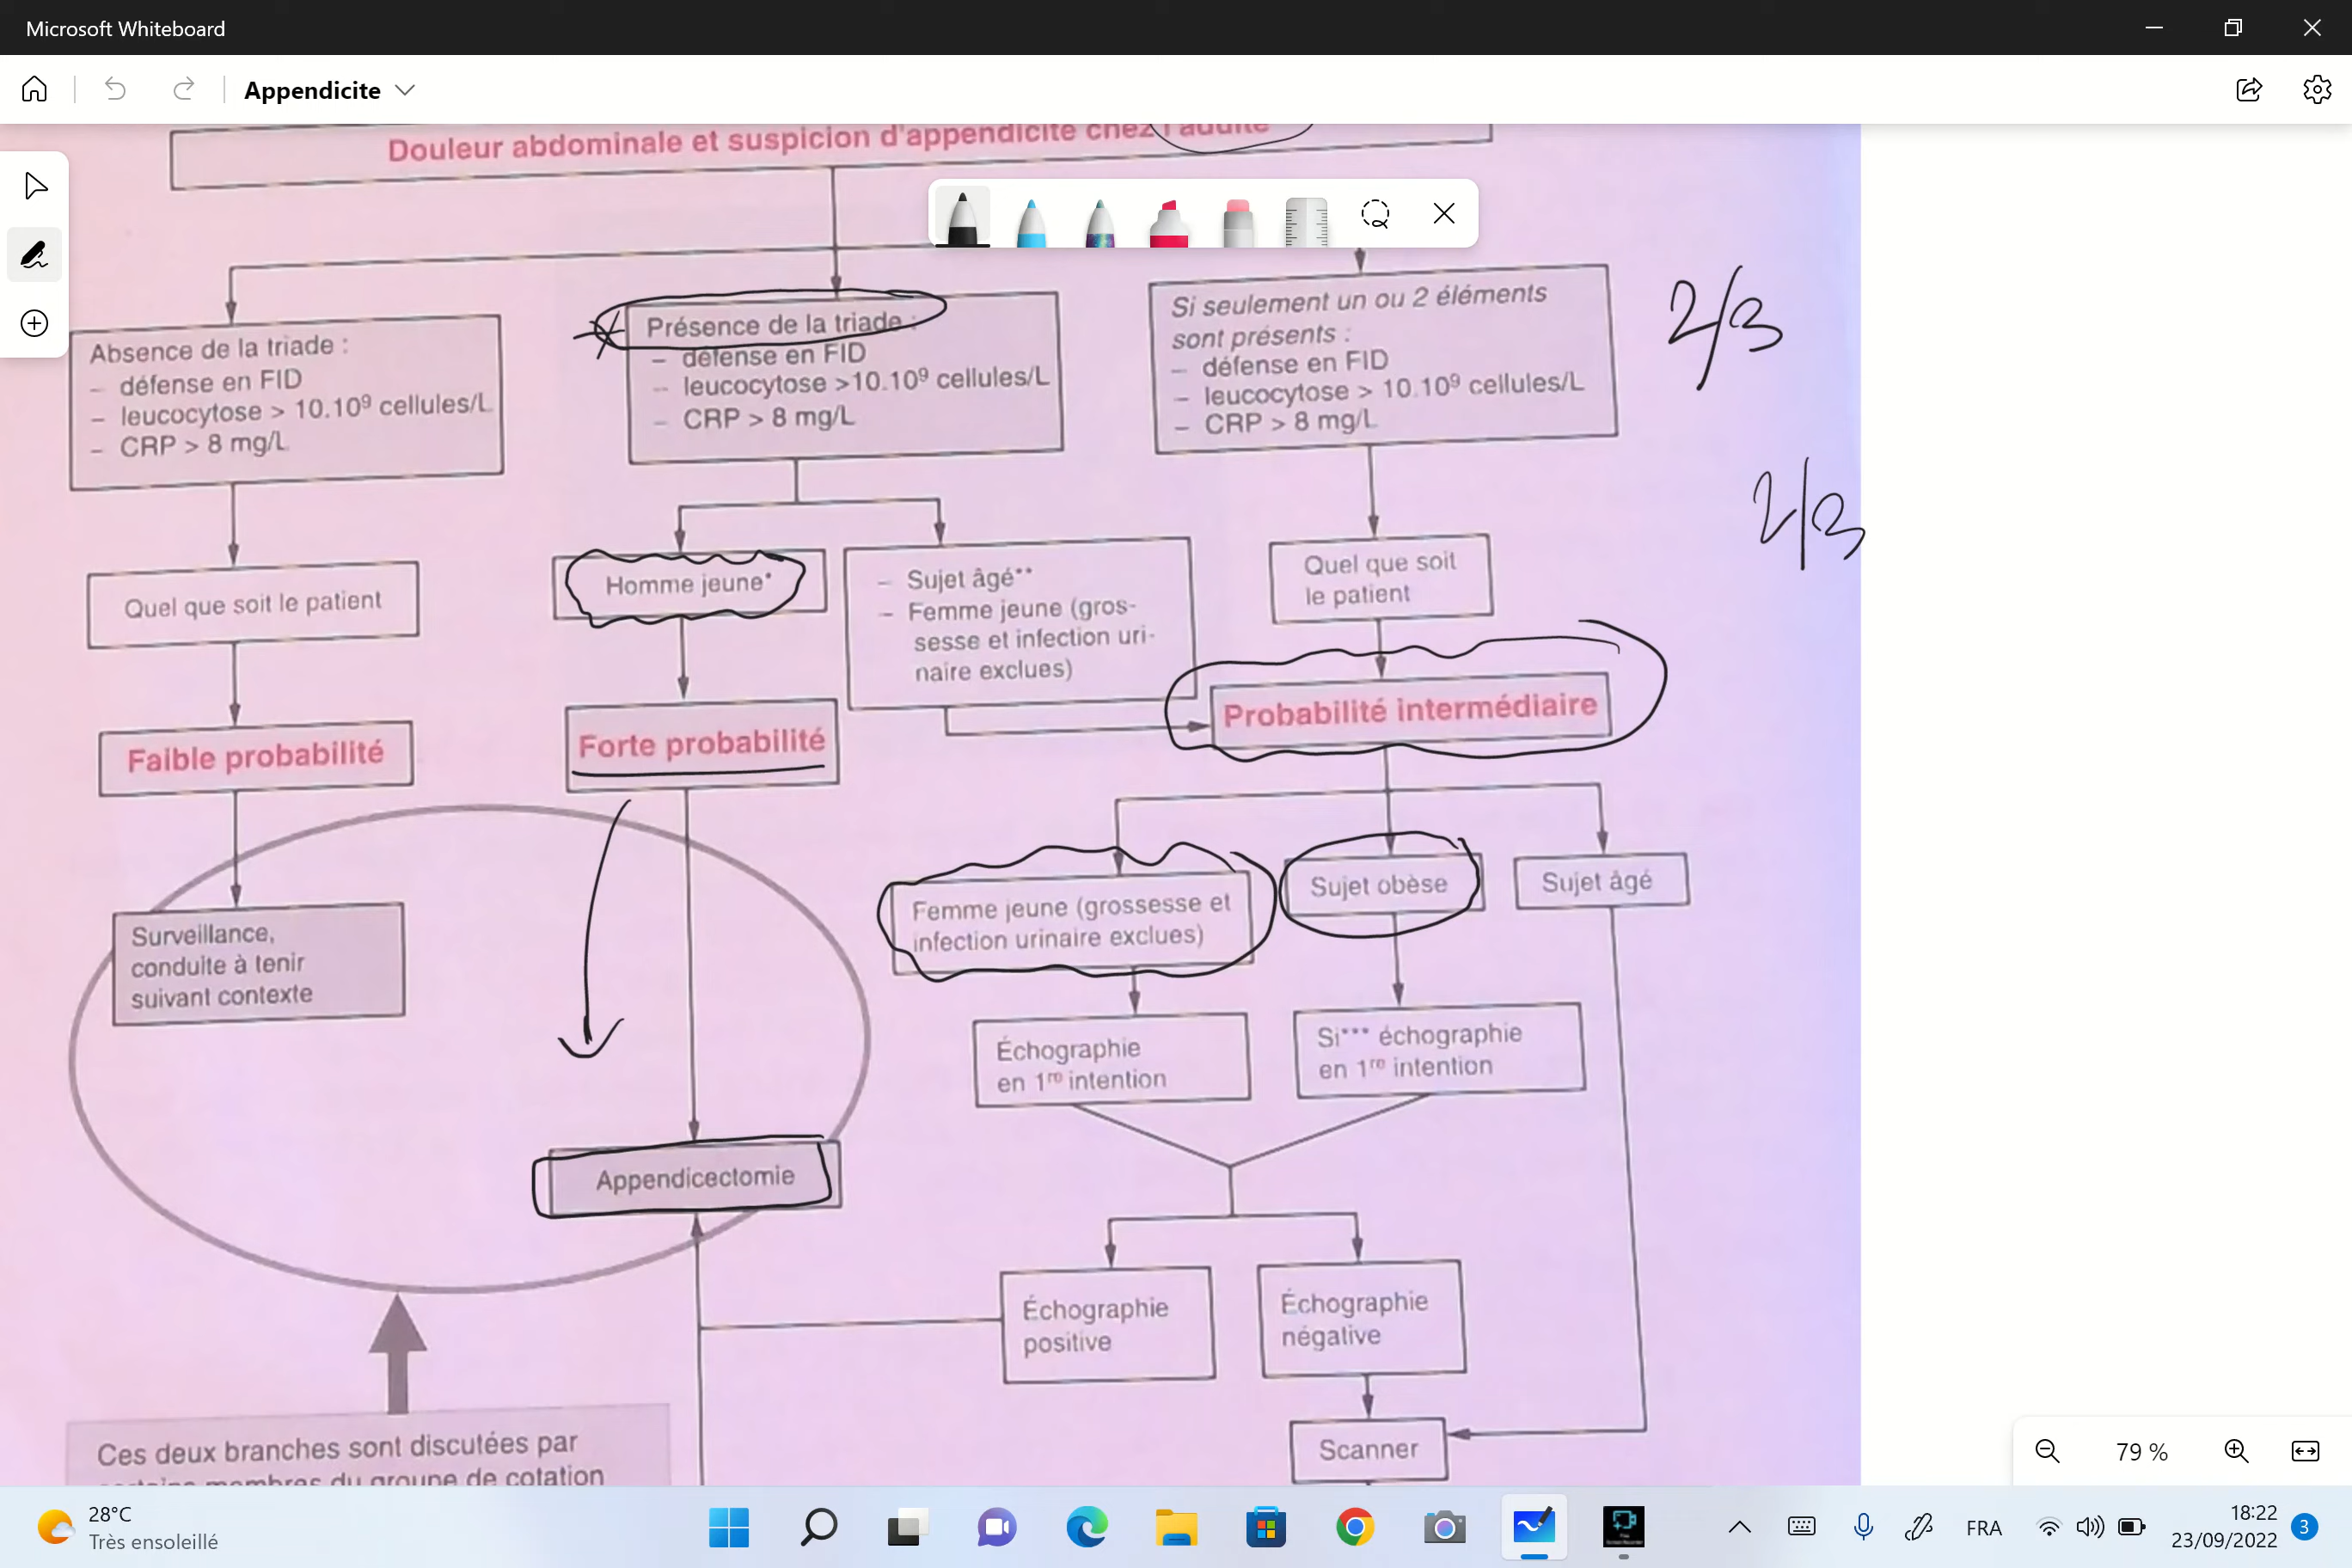 Microsoft Whiteboard
Appendicite
Douleur abdominale et suspicion d'appendicite chez l'adulte
Absence de la triade :
– défense en FID
– leucocytose > 10.10⁹ cellules/L
– CRP > 8 mg/L
Présence de la triade :
– défense en FID
– leucocytose >10.10⁹ cellules/L
– CRP > 8 mg/L
Si seulement un ou 2 éléments
sont présents :
– défense en FID
– leucocytose > 10.10⁹ cellules/L
– CRP > 8 mg/L
2/3
2/3
Quel que soit le patient
Homme jeune*
– Sujet âgé**
– Femme jeune (gros-
sesse et infection uri-
naire exclues)
Quel que soit
le patient
Faible probabilité
Forte probabilité
Probabilité intermédiaire
Surveillance,
conduite à tenir
suivant contexte
Femme jeune (grossesse et
infection urinaire exclues)
Sujet obèse
Sujet âgé
Échographie
en 1re intention
Si*** échographie
en 1re intention
Appendicectomie
Échographie
positive
Échographie
négative
Scanner
Ces deux branches sont discutées par
certains membres du groupe de cotation
79 %
28°C
Très ensoleillé
FRA
18:22
23/09/2022
3